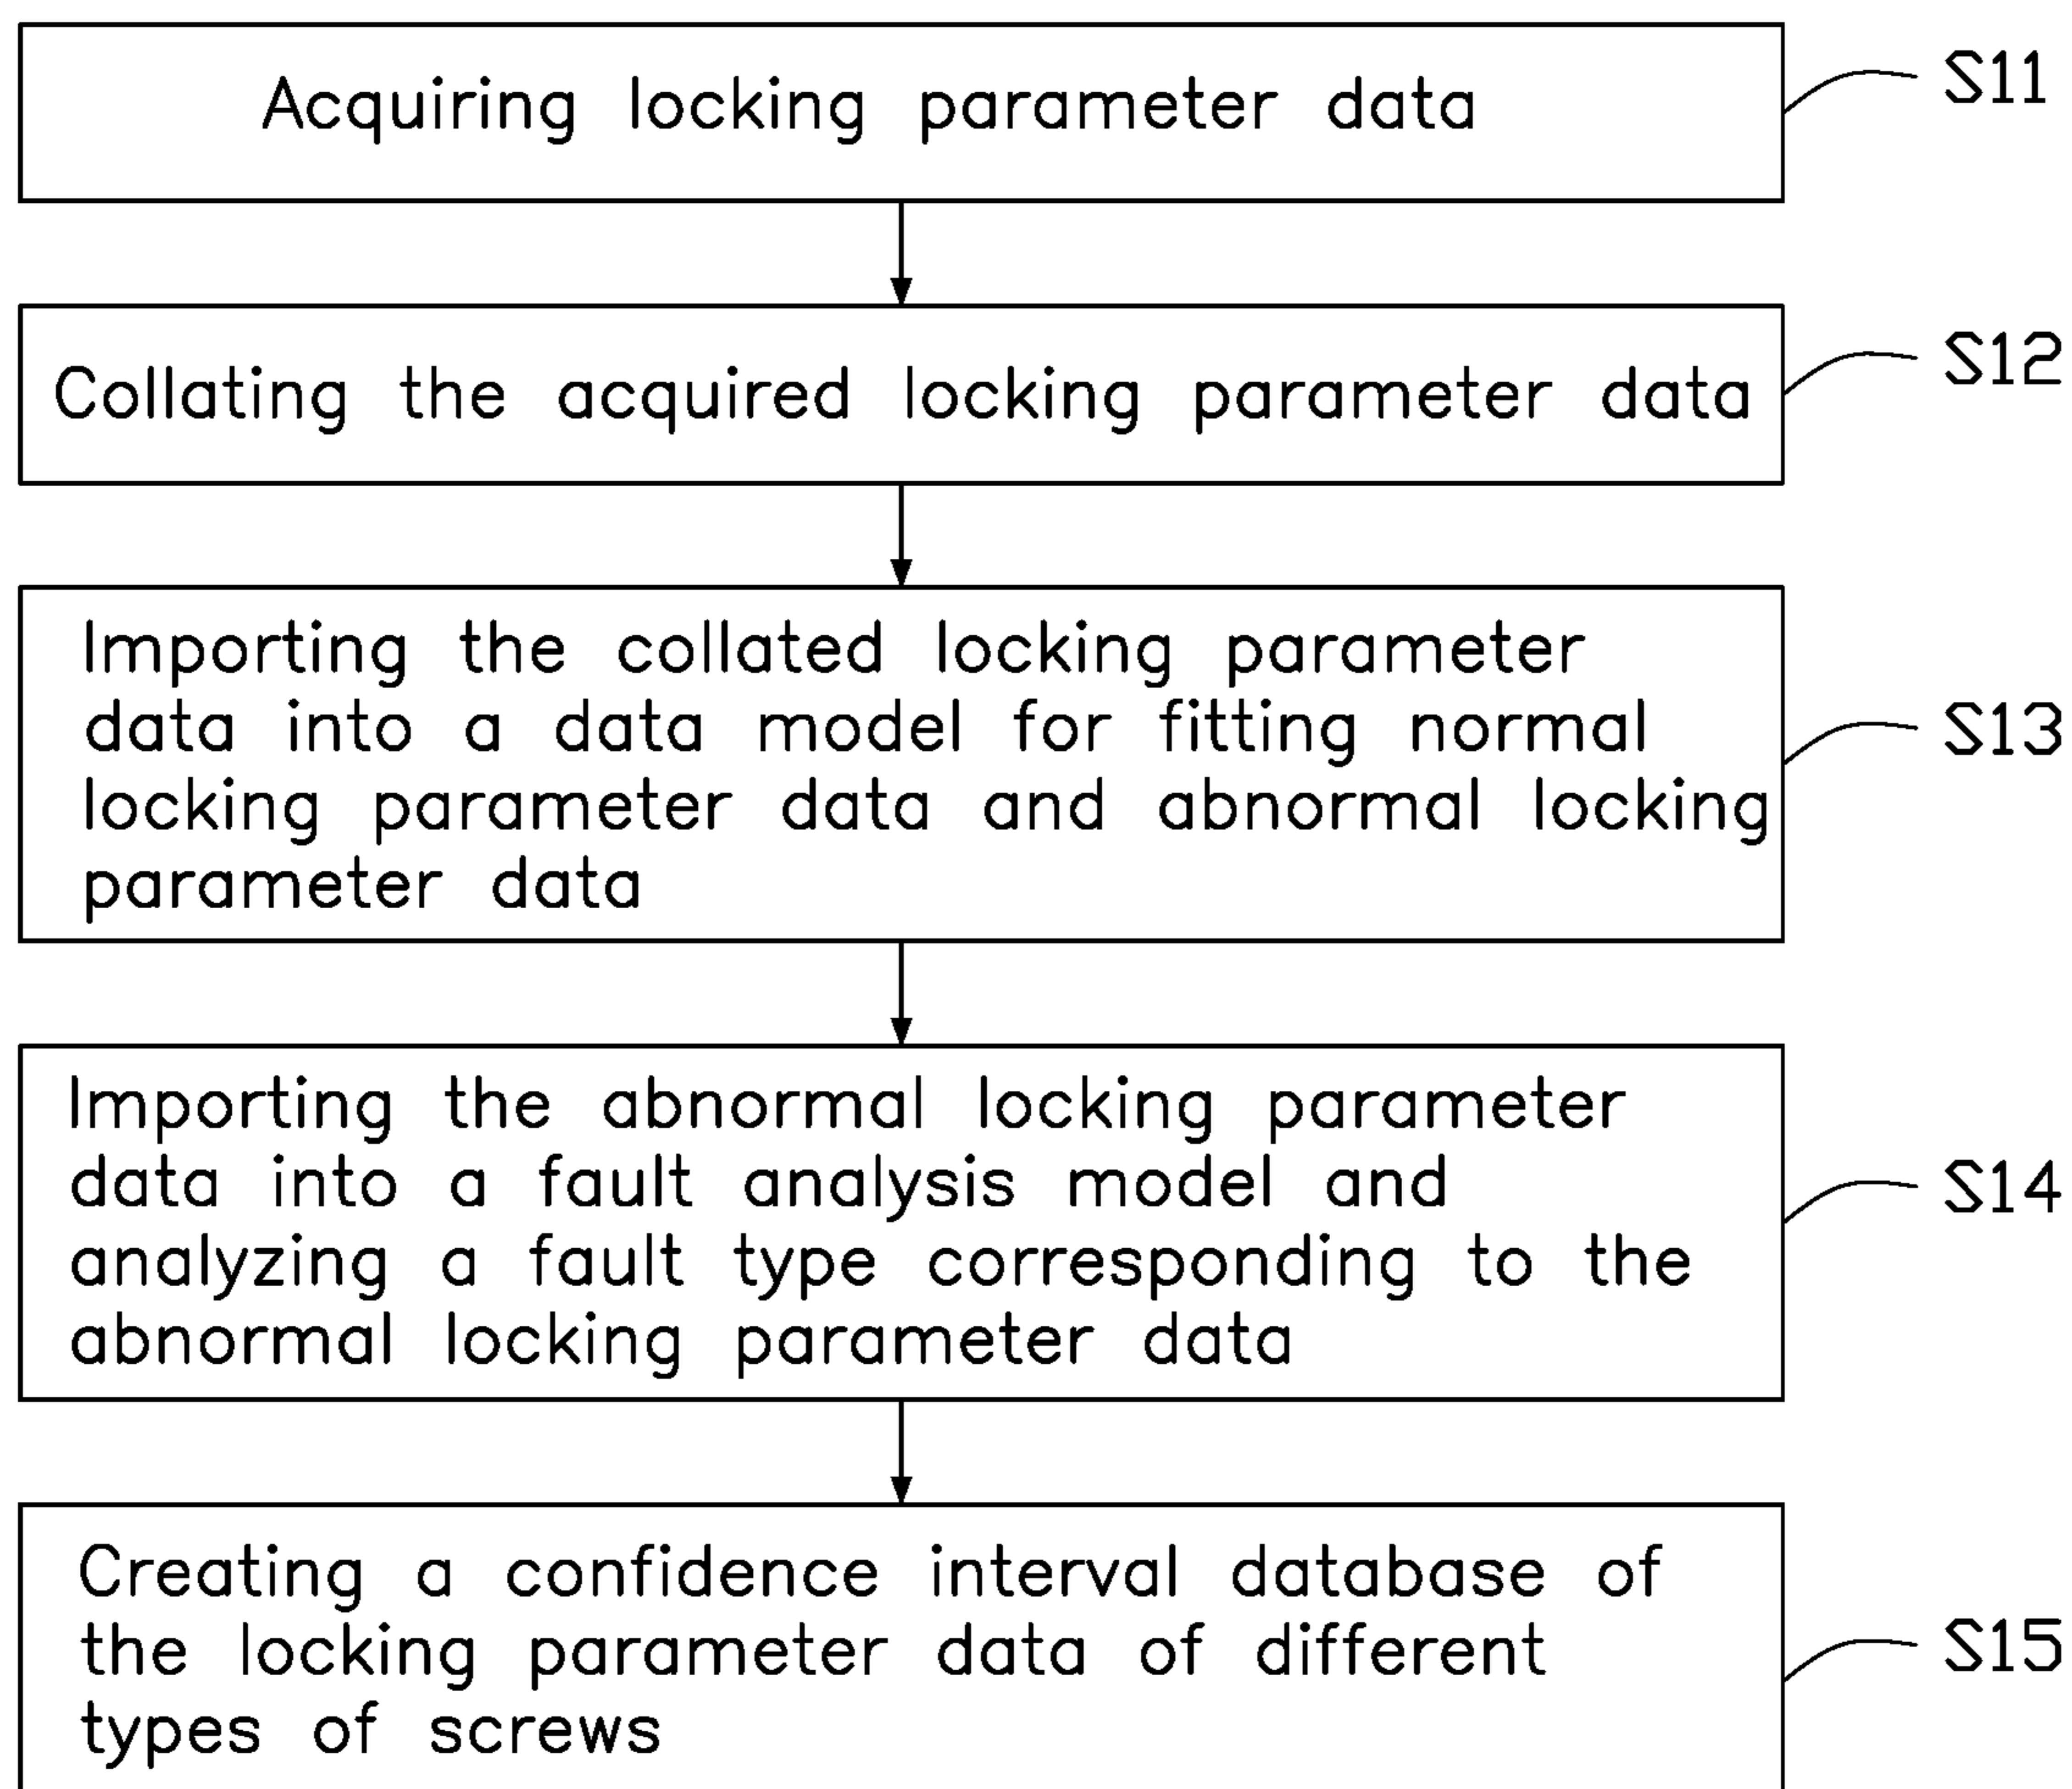 Acquiring locking parameter data
S11
Collating the acquired locking parameter data
S12
Importing the collated locking parameter
data into a data model for fitting normal
locking parameter data and abnormal locking
parameter data
S13
Importing the abnormal locking parameter
data into a fault analysis model and
analyzing a fault type corresponding to the
abnormal locking parameter data
S14
Creating a confidence interval database of
the locking parameter data of different
types of screws
S15